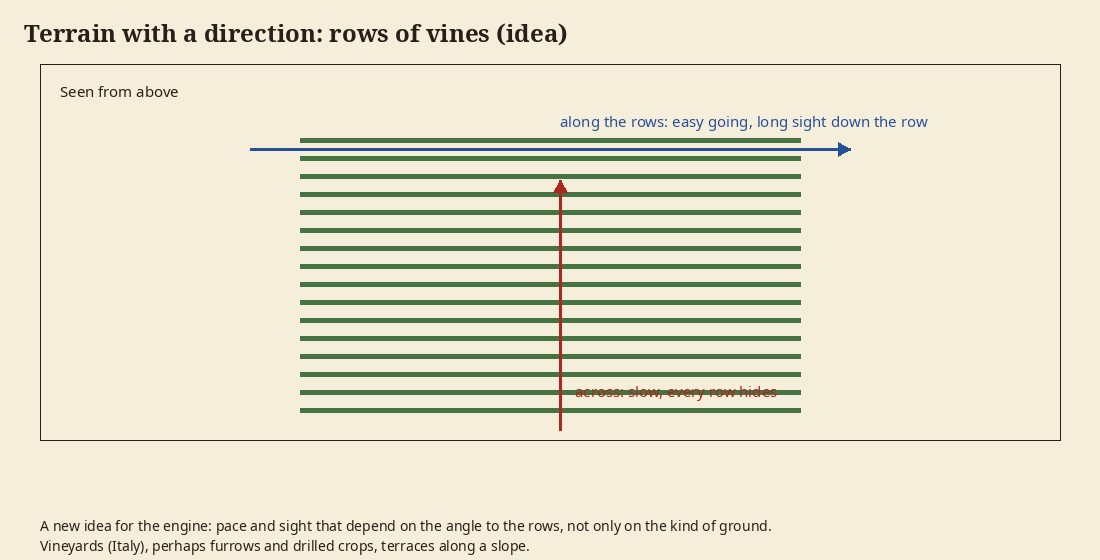 Terrain with a direction: rows of vines (idea)
Seen from above
along the rows: easy going, long sight down the row
across: slow, every row hides
A new idea for the engine: pace and sight that depend on the angle to the rows, not only on the kind of ground.
Vineyards (Italy), perhaps furrows and drilled crops, terraces along a slope.